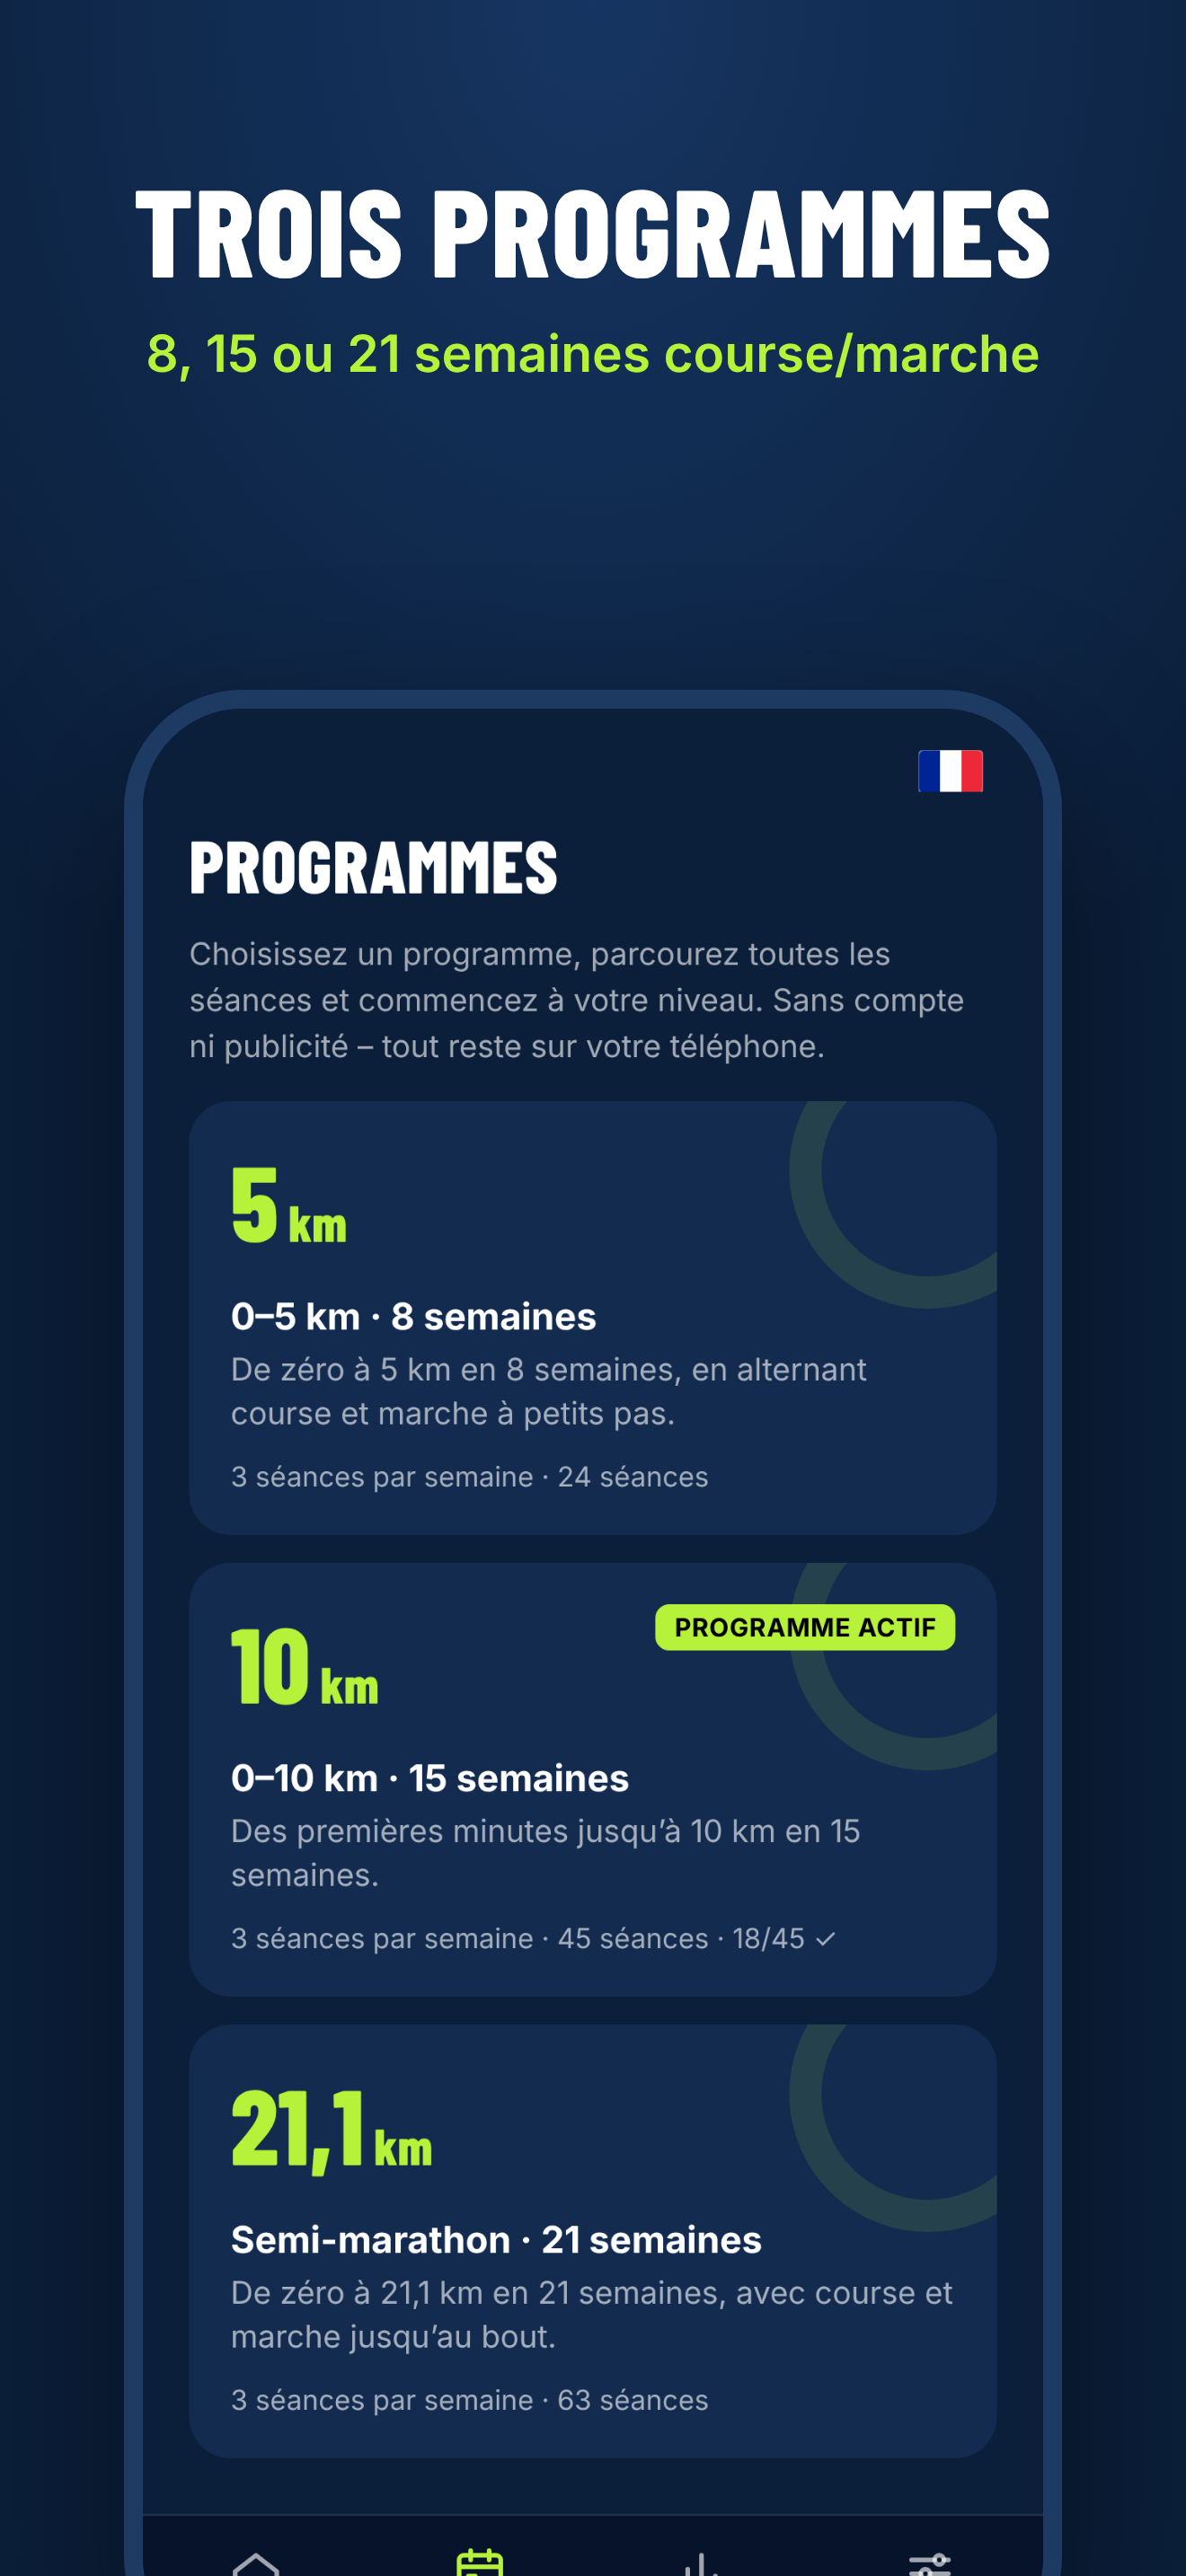 TROIS PROGRAMMES
8, 15 ou 21 semaines course/marche
PROGRAMMES
Choisissez un programme, parcourez toutes les
séances et commencez à votre niveau. Sans compte
ni publicité – tout reste sur votre téléphone.
5 km
0–5 km · 8 semaines
De zéro à 5 km en 8 semaines, en alternant
course et marche à petits pas.
3 séances par semaine · 24 séances
PROGRAMME ACTIF
10 km
0–10 km · 15 semaines
Des premières minutes jusqu’à 10 km en 15
semaines.
3 séances par semaine · 45 séances · 18/45 ✓
21,1 km
Semi-marathon · 21 semaines
De zéro à 21,1 km en 21 semaines, avec course et
marche jusqu’au bout.
3 séances par semaine · 63 séances